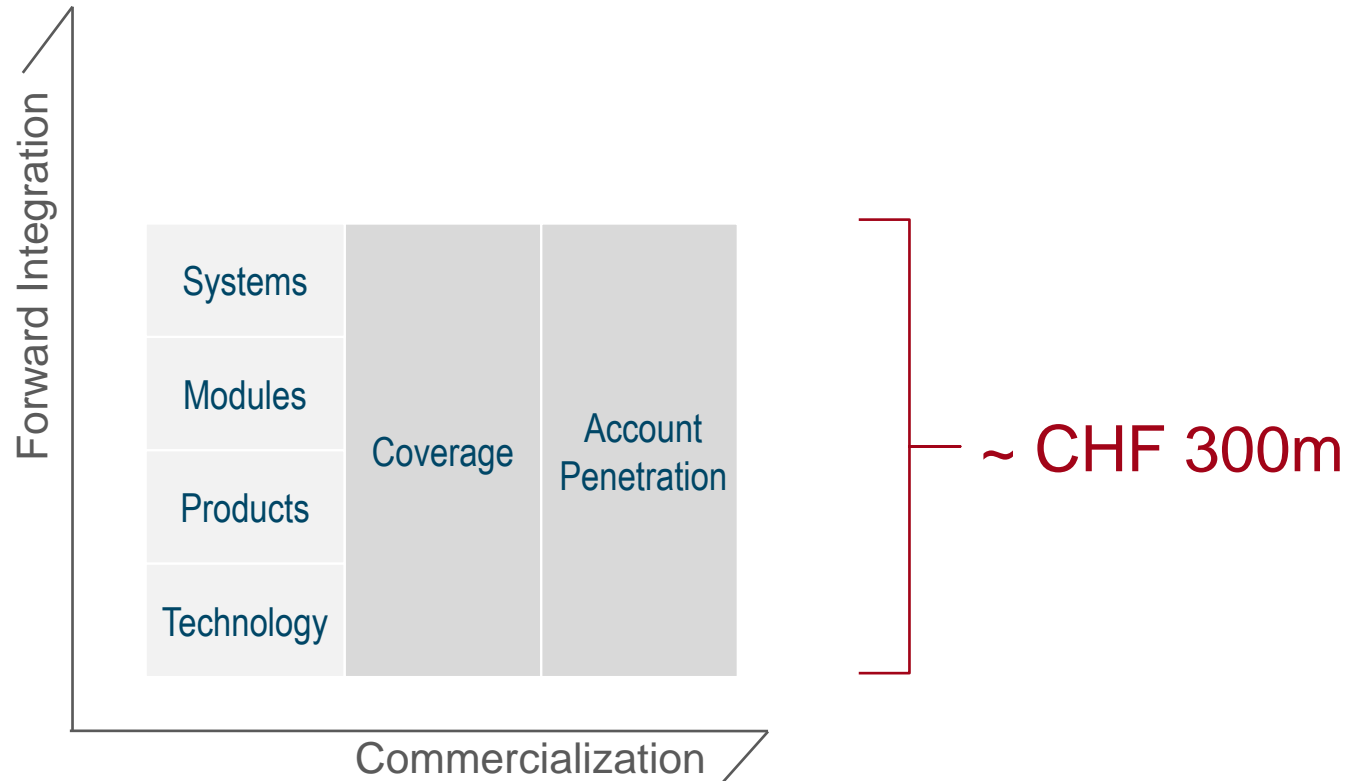 Forward Integration
Systems
Modules
Products
Technology
Coverage
Account
Penetration
~ CHF 300m
Commercialization